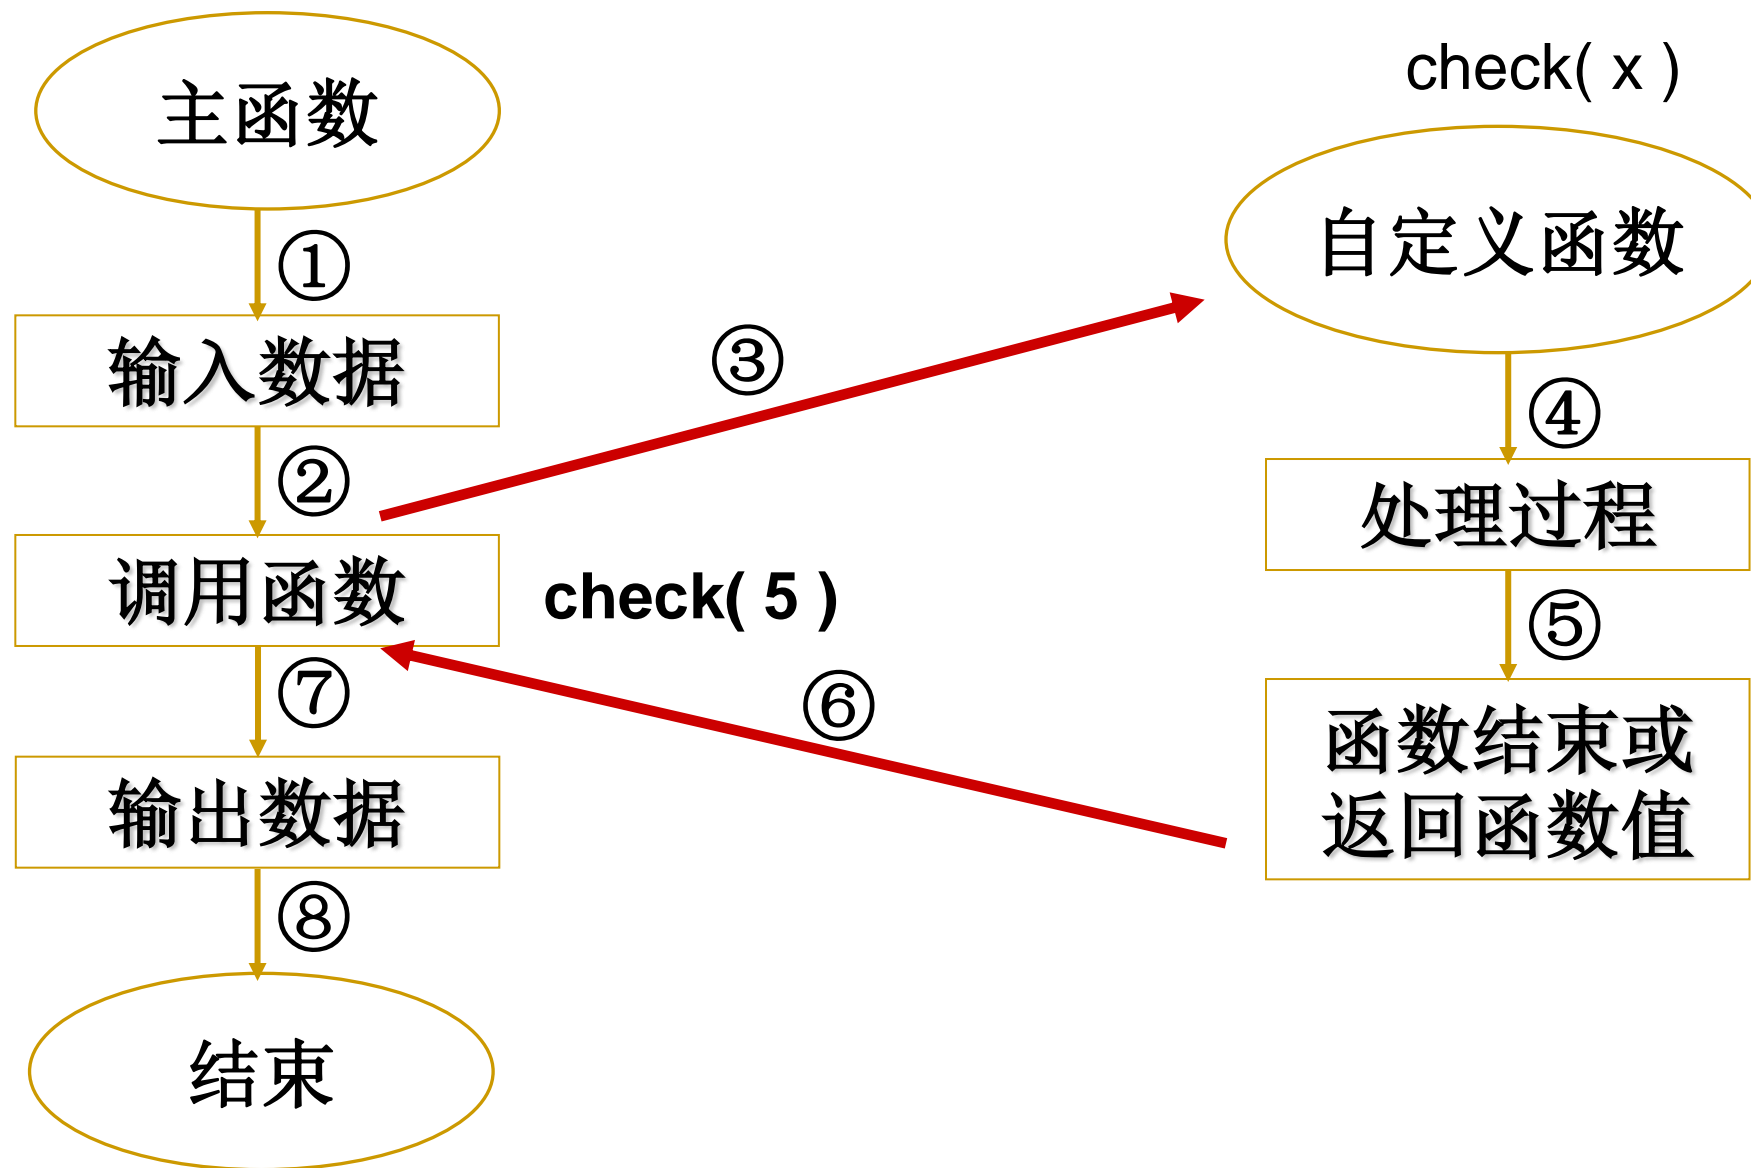 主函数
①
输入数据
②
调用函数
check( 5 )
⑦
输出数据
⑧
结束
③
⑥
check( x )
自定义函数
④
处理过程
⑤
函数结束或
返回函数值